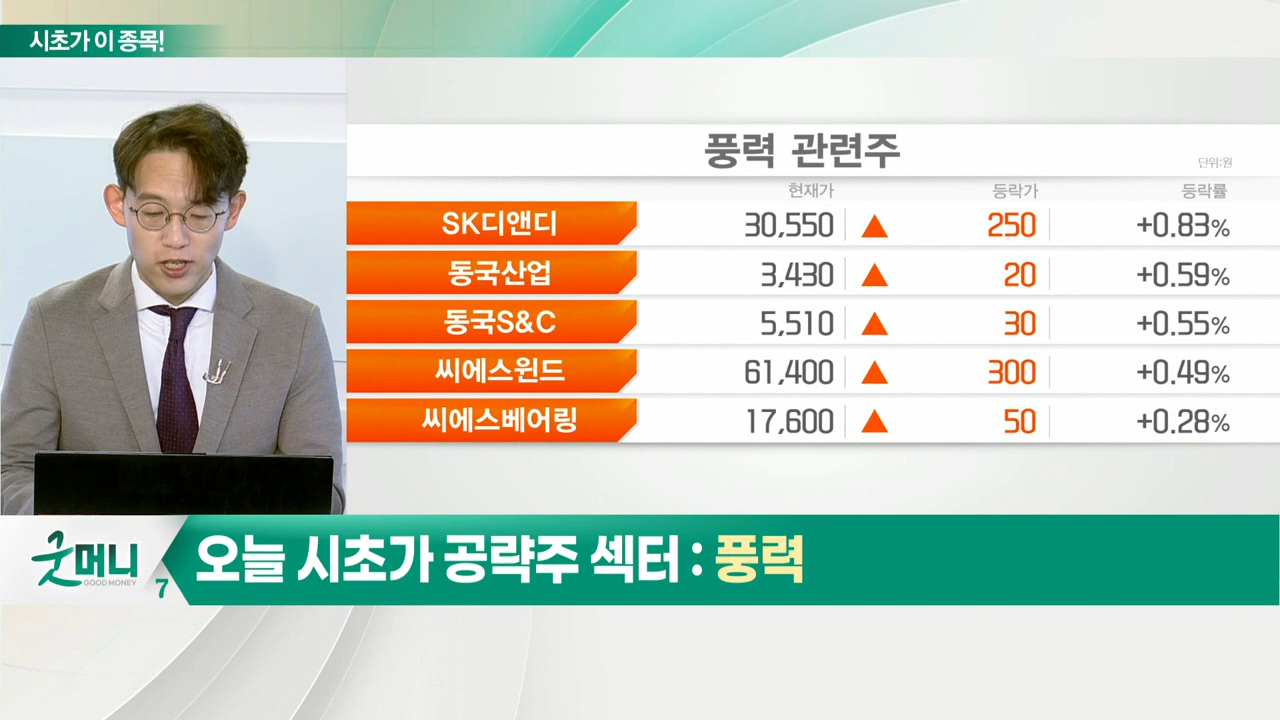 시초가 이 종목!
풍력 관련주
단위:원
현재가 등락가 등락률
SK디앤디 30,550 ▲ 250 +0.83%
동국산업 3,430 ▲ 20 +0.59%
동국S&C 5,510 ▲ 30 +0.55%
씨에스윈드 61,400 ▲ 300 +0.49%
씨에스베어링 17,600 ▲ 50 +0.28%
굿머니
GOOD MONEY
7
오늘 시초가 공략주 섹터 : 풍력